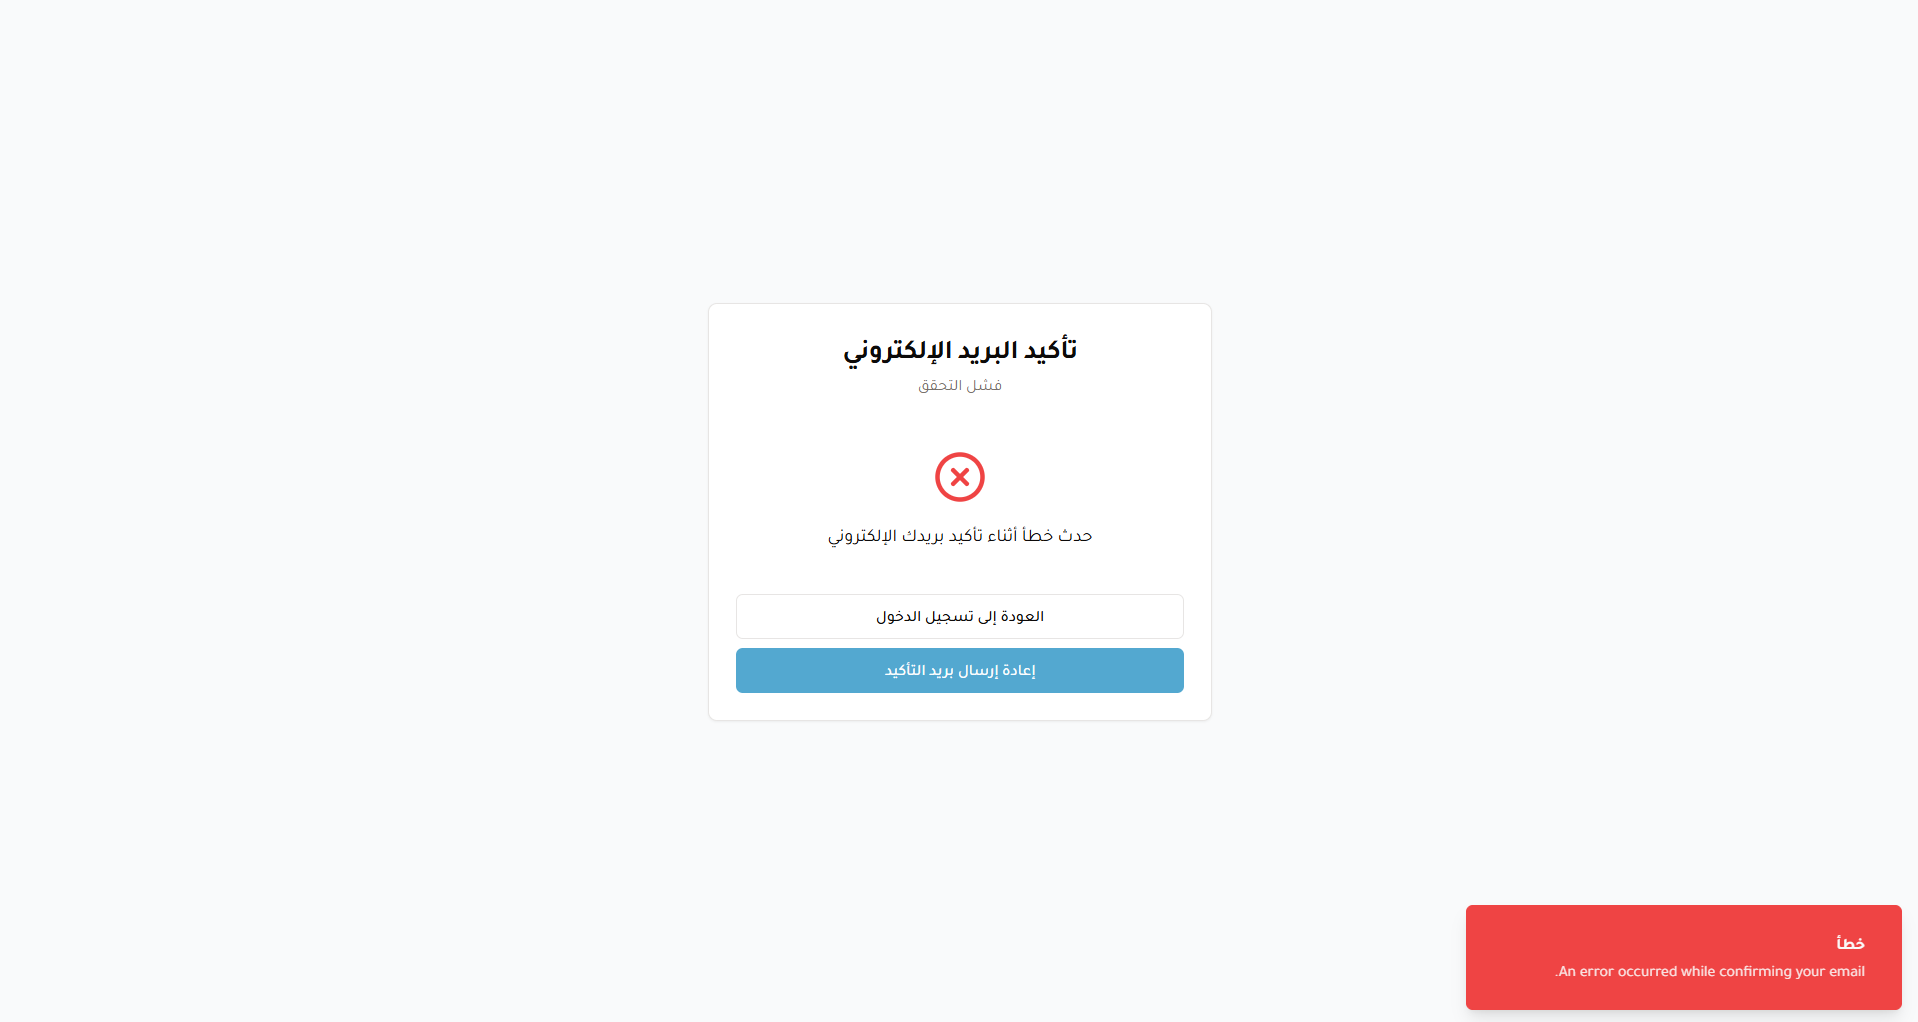 تأكيد البريد الإلكتروني
فشل التحقق
حدث خطأ أثناء تأكيد بريدك الإلكتروني
العودة إلى تسجيل الدخول
إعادة إرسال بريد التأكيد
خطأ
An error occurred while confirming your email.